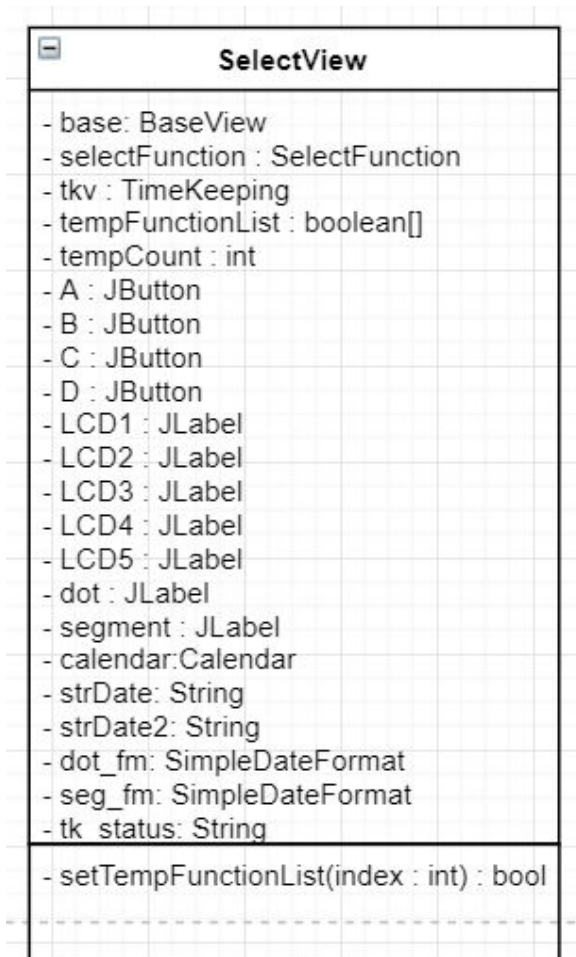 SelectView
- base: BaseView
- selectFunction : SelectFunction
- tkv : TimeKeeping
- tempFunctionList : boolean[]
- tempCount : int
- A : JButton
- B : JButton
- C : JButton
- D : JButton
- LCD1 : JLabel
- LCD2 : JLabel
- LCD3 : JLabel
- LCD4 : JLabel
- LCD5 : JLabel
- dot : JLabel
- segment : JLabel
- calendar:Calendar
- strDate: String
- strDate2: String
- dot_fm: SimpleDateFormat
- seg_fm: SimpleDateFormat
- tk_status: String
- setTempFunctionList(index : int) : bool